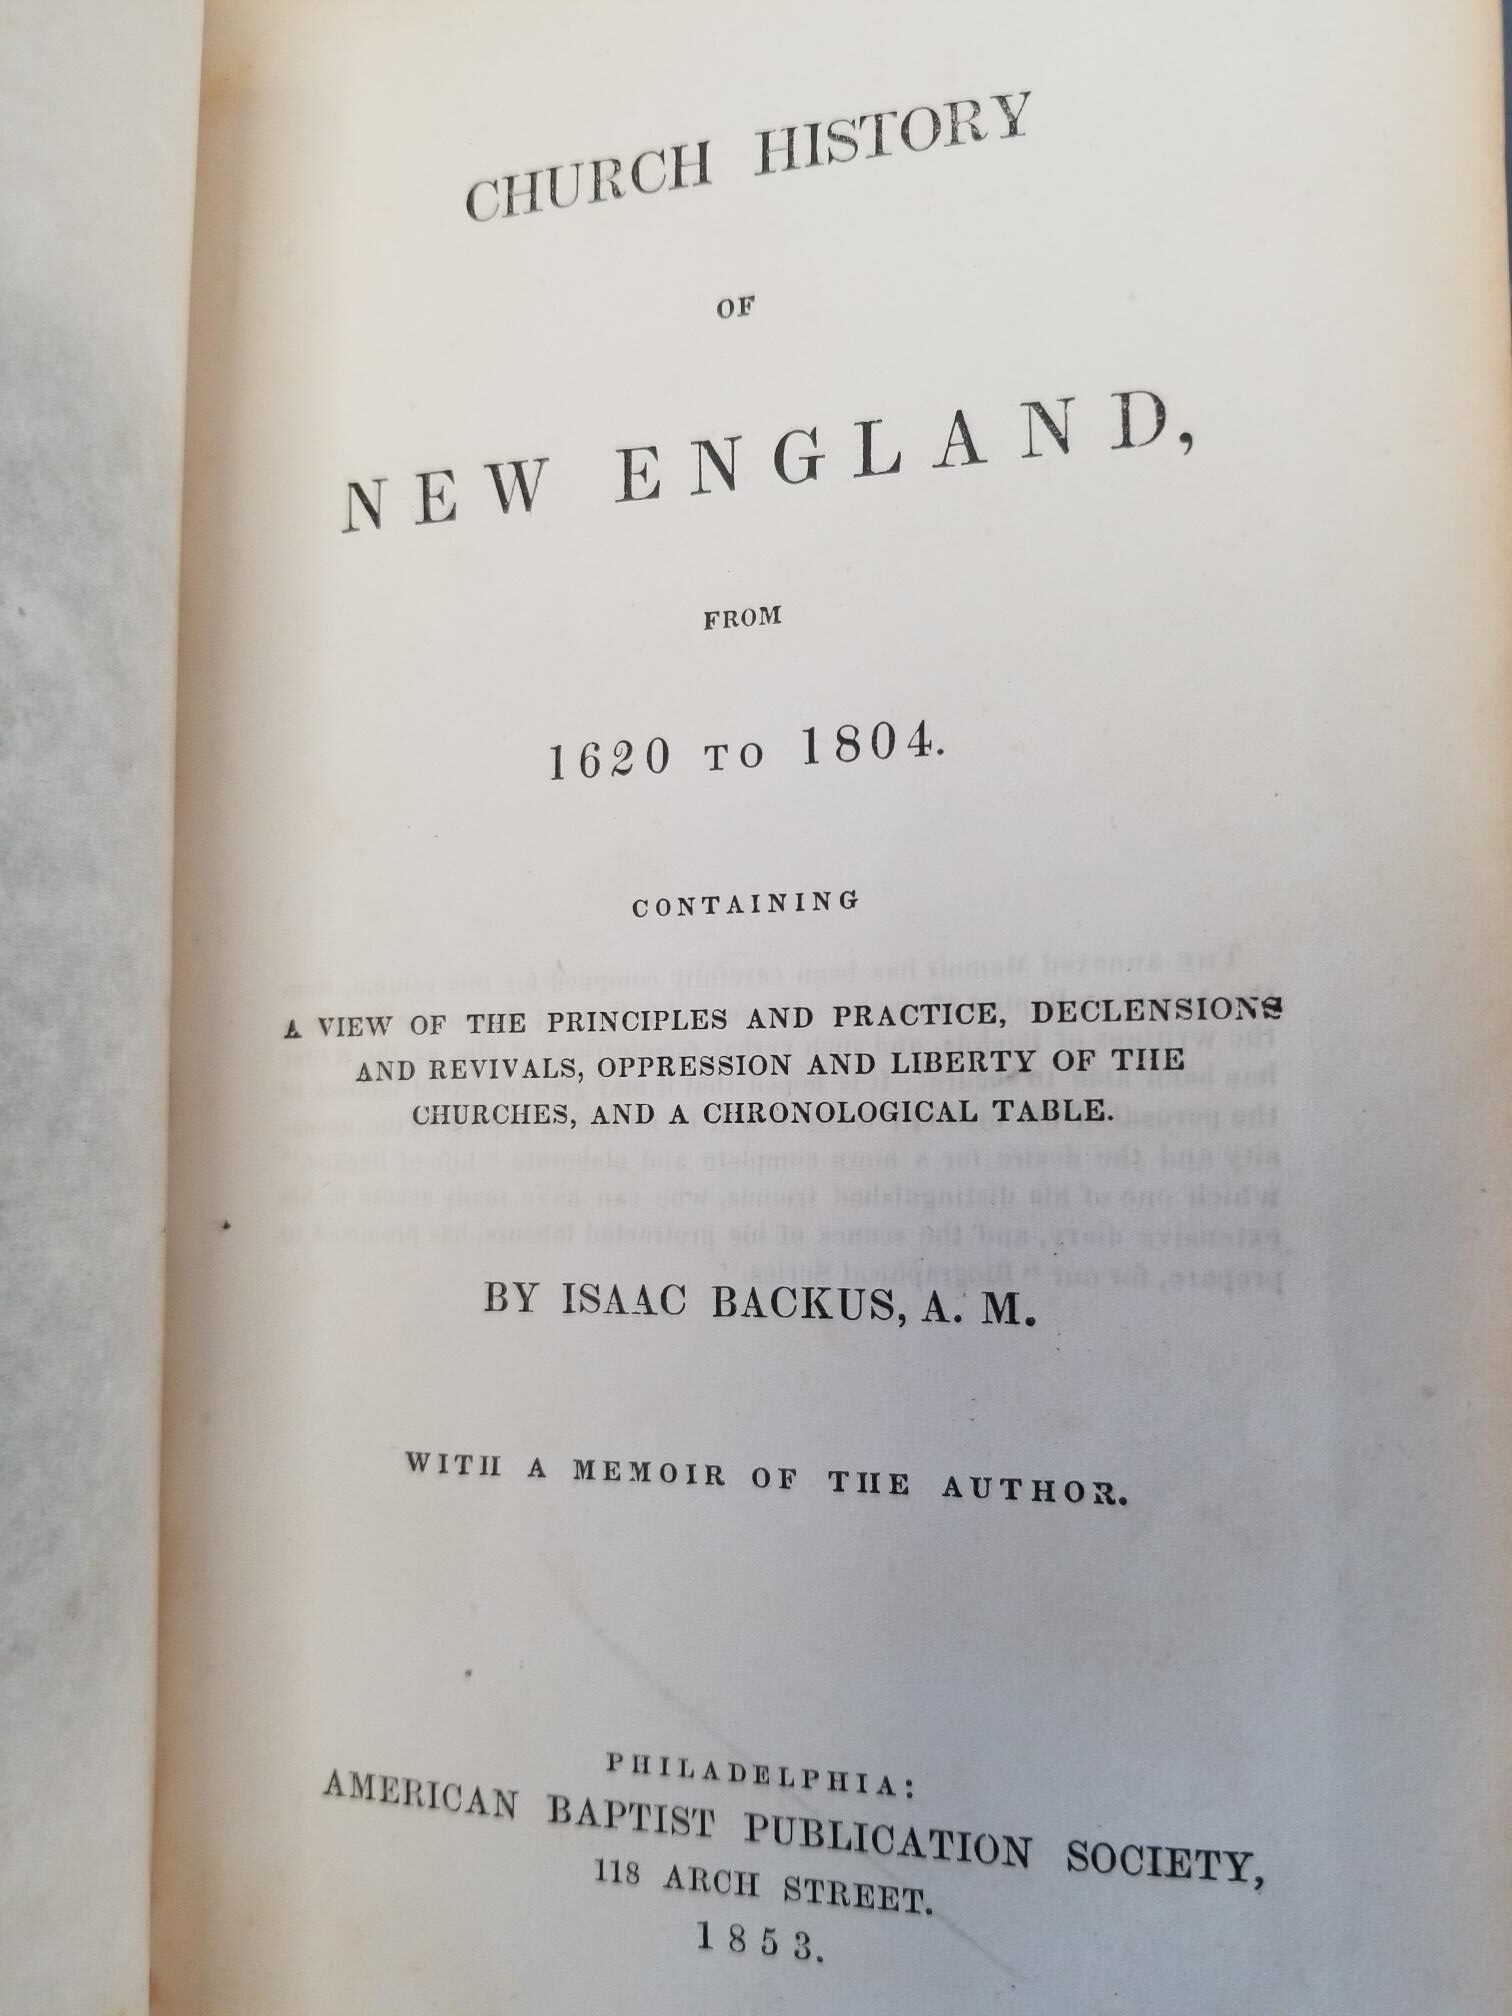 CHURCH HISTORY
OF
NEW ENGLAND,
FROM
1620 TO 1804.
CONTAINING
A VIEW OF THE PRINCIPLES AND PRACTICE, DECLENSIONS
AND REVIVALS, OPPRESSION AND LIBERTY OF THE
CHURCHES, AND A CHRONOLOGICAL TABLE.
BY ISAAC BACKUS, A. M.
WITH A MEMOIR OF THE AUTHOR.
PHILADELPHIA:
AMERICAN BAPTIST PUBLICATION SOCIETY,
118 ARCH STREET.
1853.